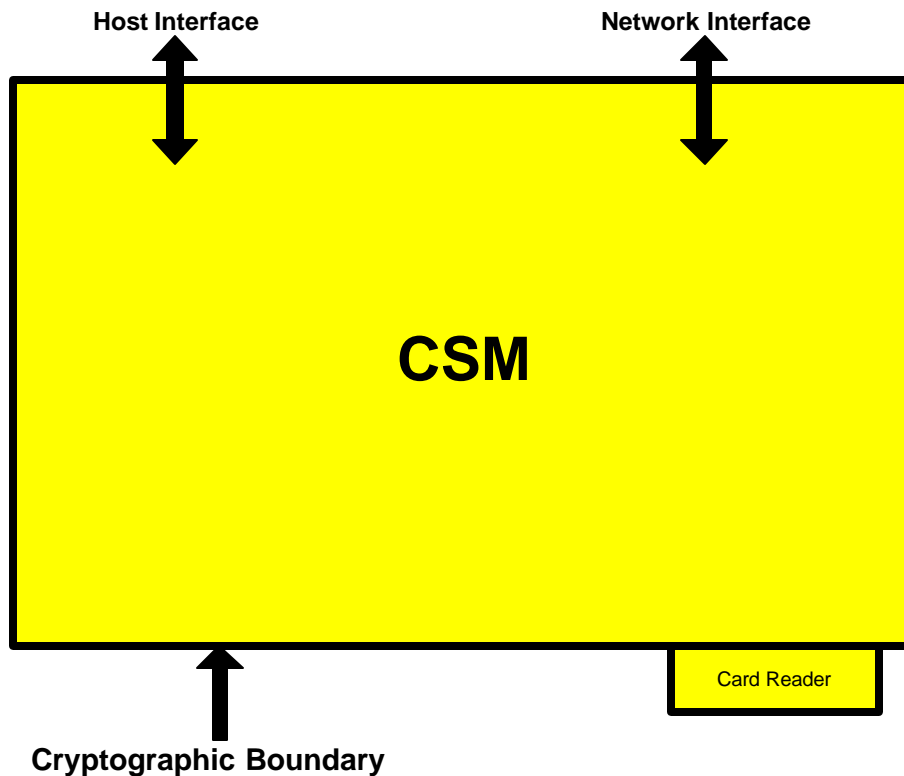 Host Interface
Network Interface
CSM
Card Reader
Cryptographic Boundary